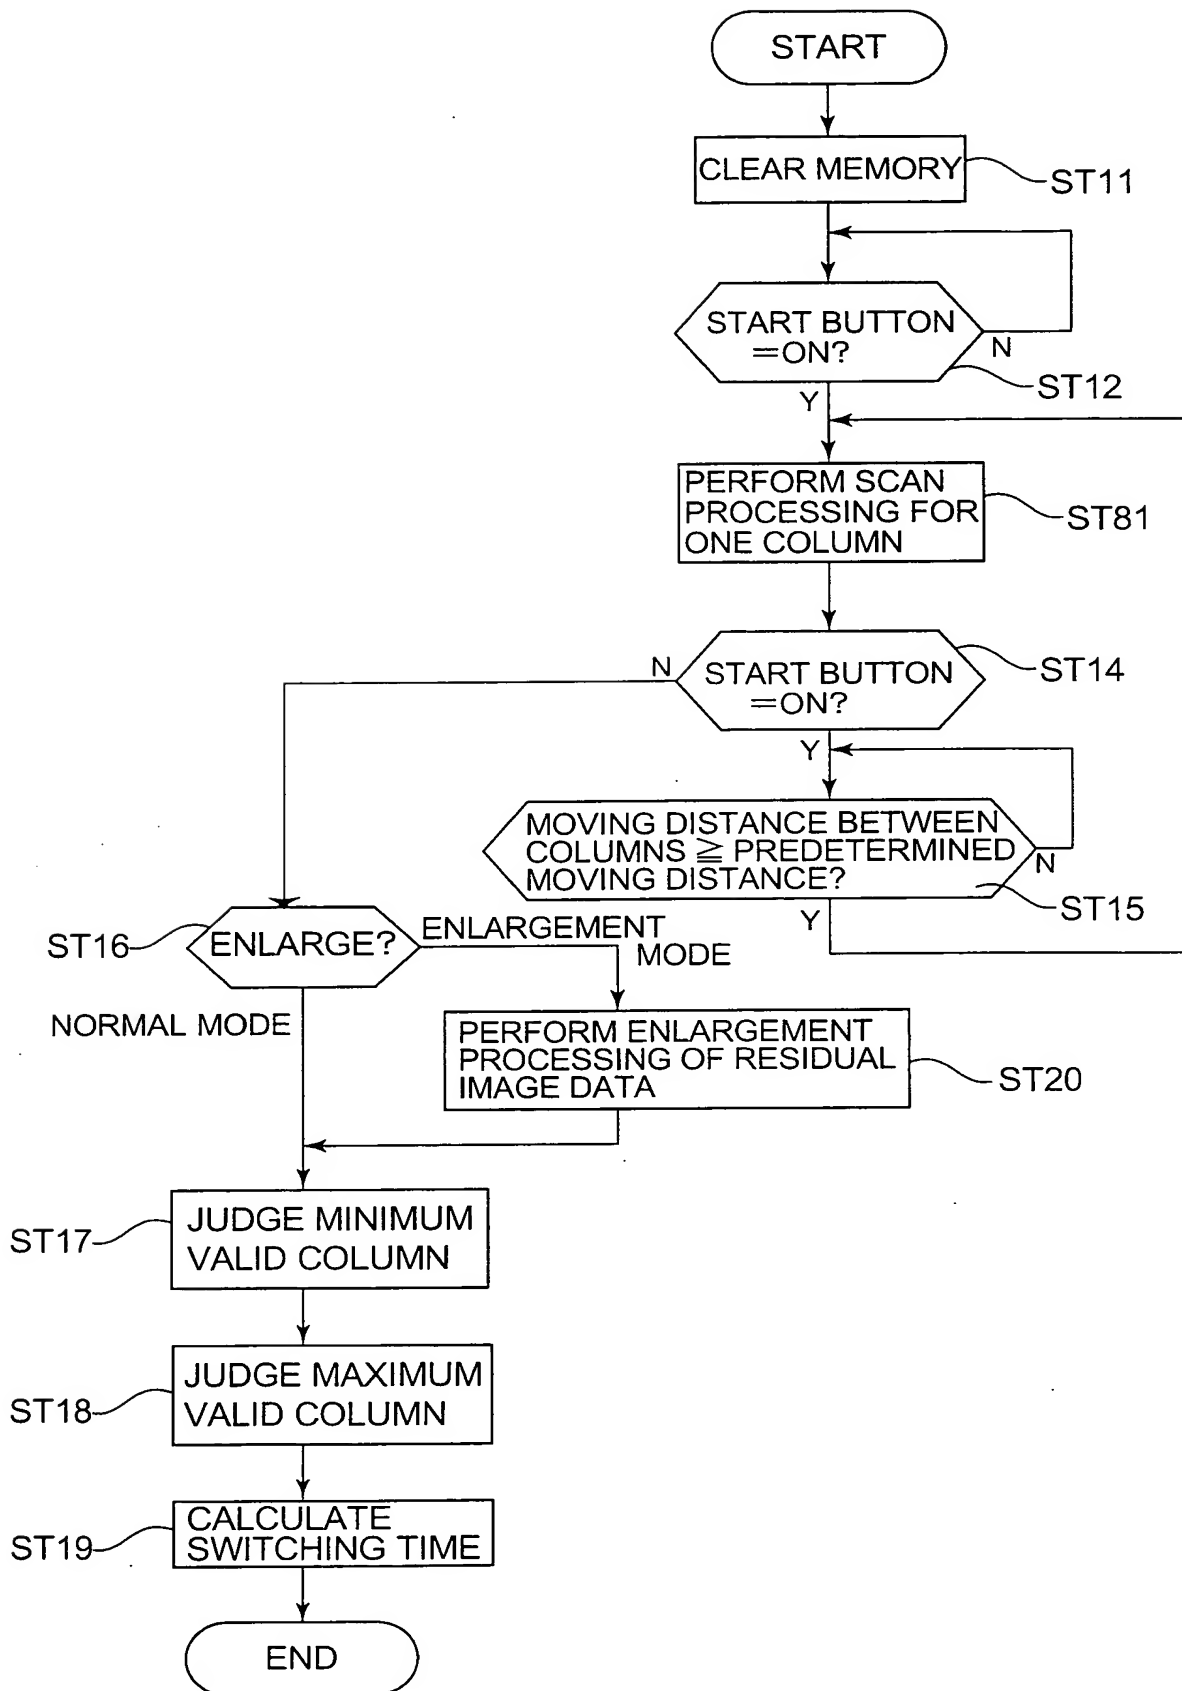 START
CLEAR MEMORY
ST11
START BUTTON
=ON?
N
ST12
Y
PERFORM SCAN
PROCESSING FOR
ONE COLUMN
ST81
N
START BUTTON
=ON?
ST14
Y
MOVING DISTANCE BETWEEN
COLUMNS ≧ PREDETERMINED
MOVING DISTANCE?
N
ST15
Y
ST16
ENLARGE?
ENLARGEMENT
MODE
NORMAL MODE
PERFORM ENLARGEMENT
PROCESSING OF RESIDUAL
IMAGE DATA
ST20
ST17
JUDGE MINIMUM
VALID COLUMN
ST18
JUDGE MAXIMUM
VALID COLUMN
ST19
CALCULATE
SWITCHING TIME
END